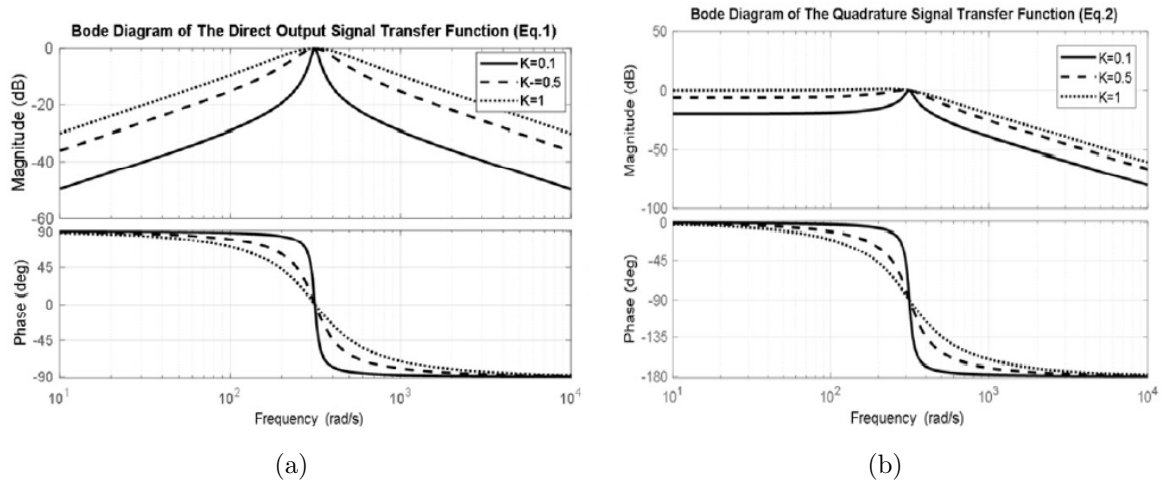 Bode Diagram of The Direct Output Signal Transfer Function (Eq.1)
0
-20
-40
-60
Magnitude (dB)
K=0.1
K-=0.5
K=1
90
45
0
-45
-90
Phase (deg)
10^1
10^2
10^3
10^4
Frequency (rad/s)
(a)
Bode Diagram of The Quadrature Signal Transfer Function (Eq.2)
50
0
-50
-100
Magnitude (dB)
K=0.1
K=0.5
K=1
0
-45
-90
-135
-180
Phase (deg)
10^1
10^2
10^3
10^4
Frequency (rad/s)
(b)